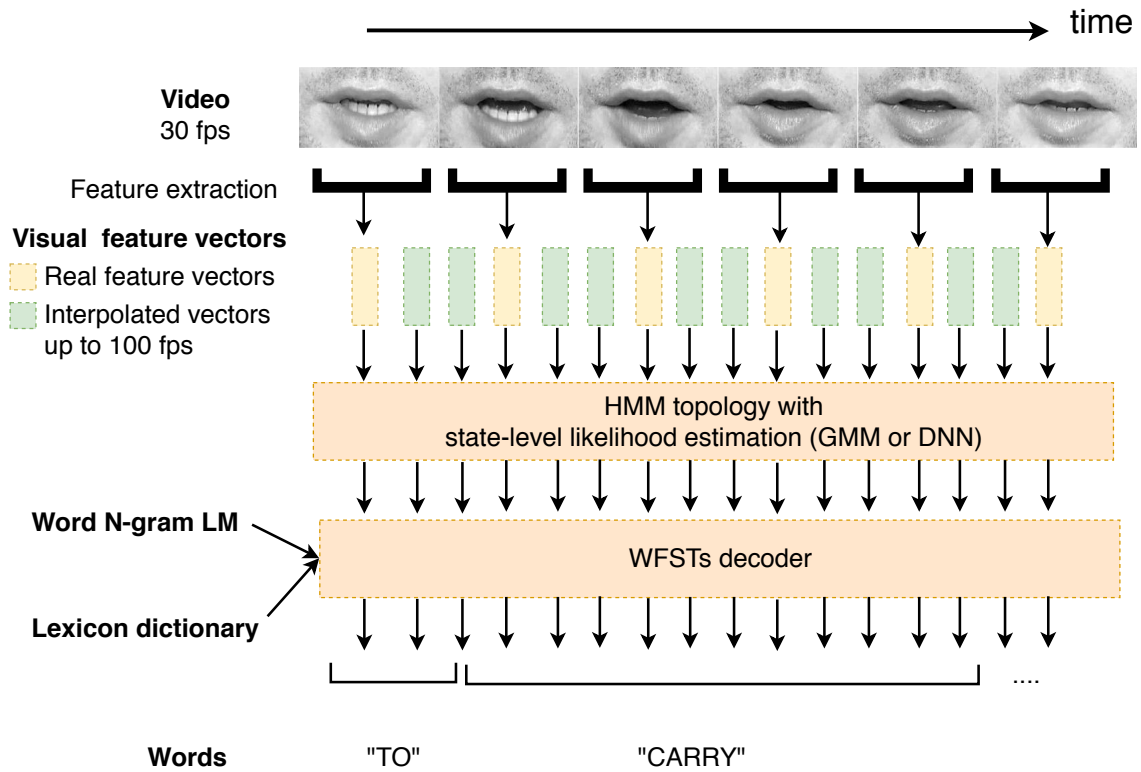 time
Video
30 fps
Feature extraction
Visual feature vectors
Real feature vectors
Interpolated vectors
up to 100 fps
HMM topology with
state-level likelihood estimation (GMM or DNN)
Word N-gram LM
WFSTs decoder
Lexicon dictionary
....
Words "TO" "CARRY"